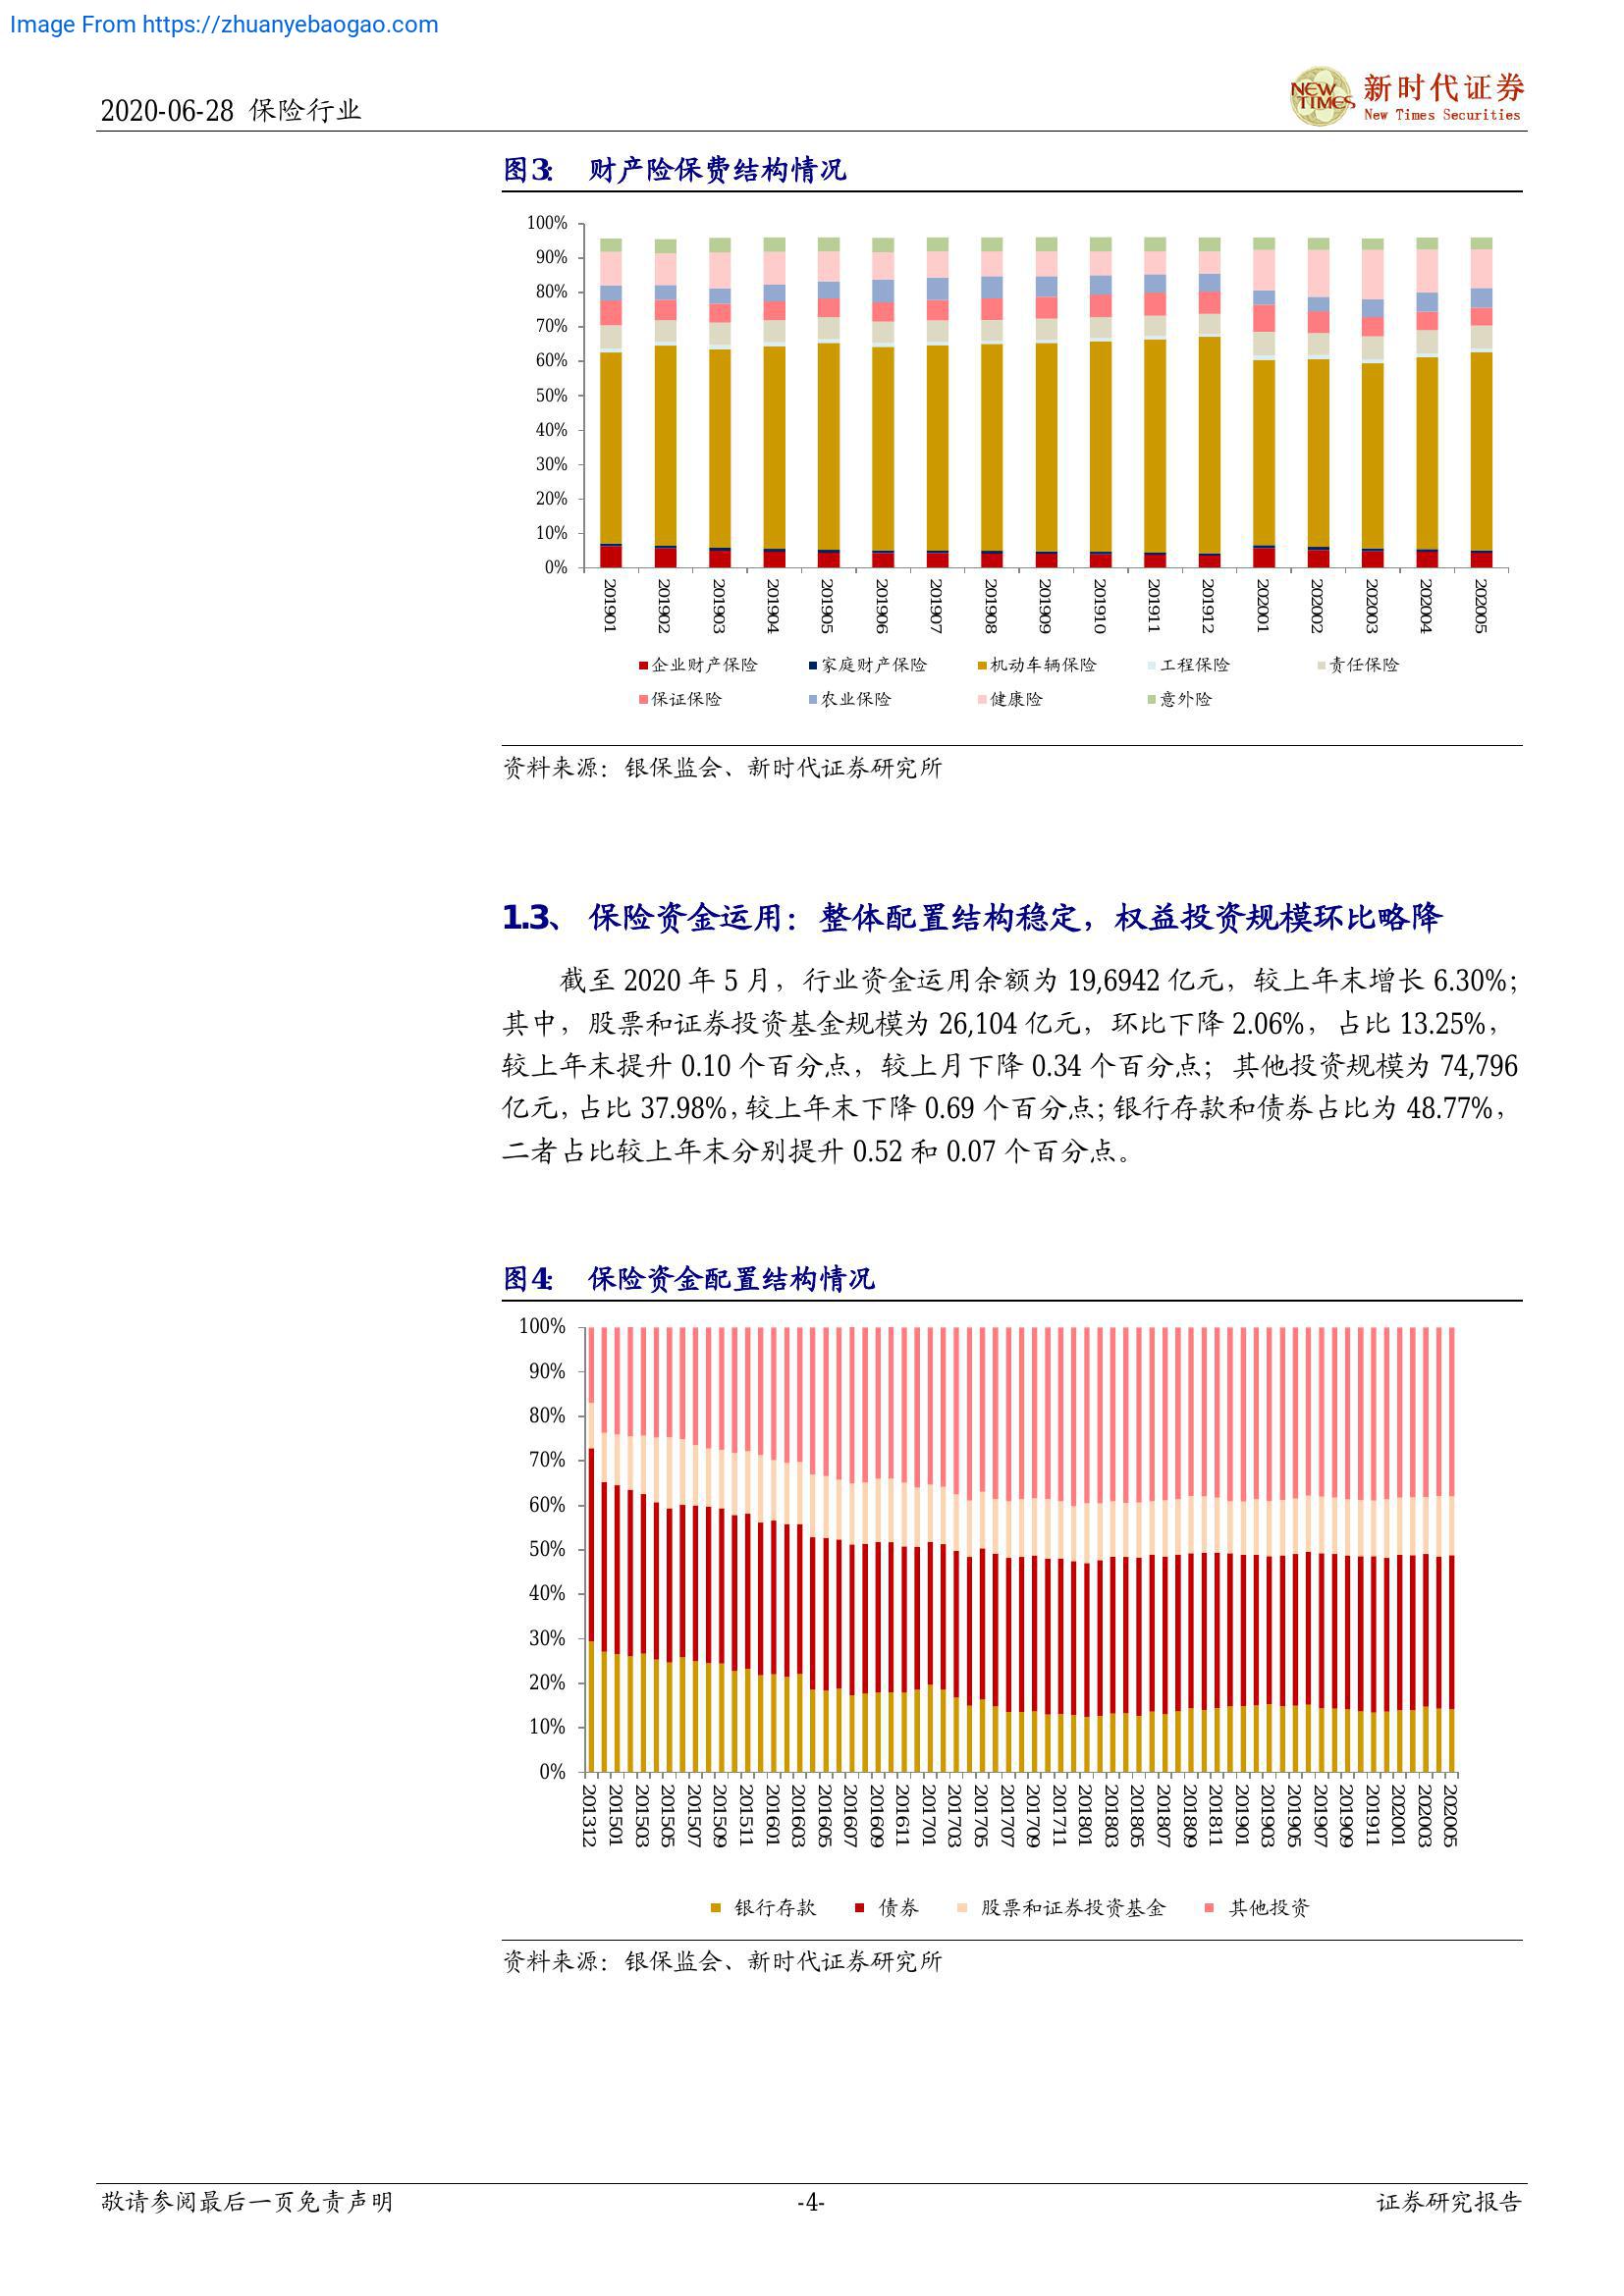 Image From https://zhuanyebaogao.com
2020-06-28 保险行业
NEW TIMES
新时代证券
New Times Securities
图3： 财产险保费结构情况
100%
90%
80%
70%
60%
50%
40%
30%
20%
10%
0%
201901 201902 201903 201904 201905 201906 201907 201908 201909 201910 201911 201912 202001 202002 202003 202004 202005
企业财产保险 家庭财产保险 机动车辆保险 工程保险 责任保险
保证保险 农业保险 健康险 意外险
资料来源：银保监会、新时代证券研究所
1.3、 保险资金运用：整体配置结构稳定，权益投资规模环比略降
截至 2020 年 5 月，行业资金运用余额为 19,6942 亿元，较上年末增长 6.30%；
其中，股票和证券投资基金规模为 26,104 亿元，环比下降 2.06%，占比 13.25%，
较上年末提升 0.10 个百分点，较上月下降 0.34 个百分点；其他投资规模为 74,796
亿元，占比 37.98%，较上年末下降 0.69 个百分点；银行存款和债券占比为 48.77%，
二者占比较上年末分别提升 0.52 和 0.07 个百分点。
图4： 保险资金配置结构情况
100%
90%
80%
70%
60%
50%
40%
30%
20%
10%
0%
201312 201501 201503 201505 201507 201509 201511 201601 201603 201605 201607 201609 201611 201701 201703 201705 201707 201709 201711 201801 201803 201805 201807 201809 201811 201901 201903 201905 201907 201909 201911 202001 202003 202005
银行存款 债券 股票和证券投资基金 其他投资
资料来源：银保监会、新时代证券研究所
敬请参阅最后一页免责声明 -4- 证券研究报告